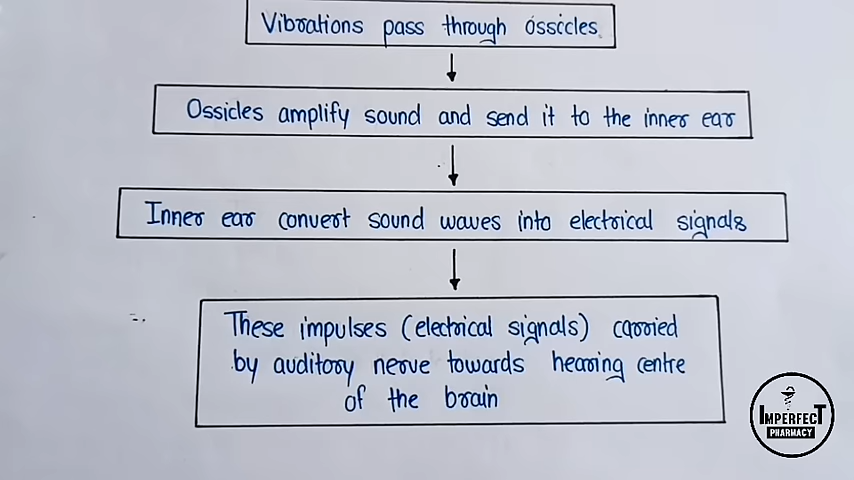 Vibrations pass through ossicles.
Ossicles amplify sound and send it to the inner ear
Inner ear convert sound waves into electrical signals
These impulses (electrical signals) carried
by auditory nerve towards hearing centre
of the brain
IMPERFECT
PHARMACY